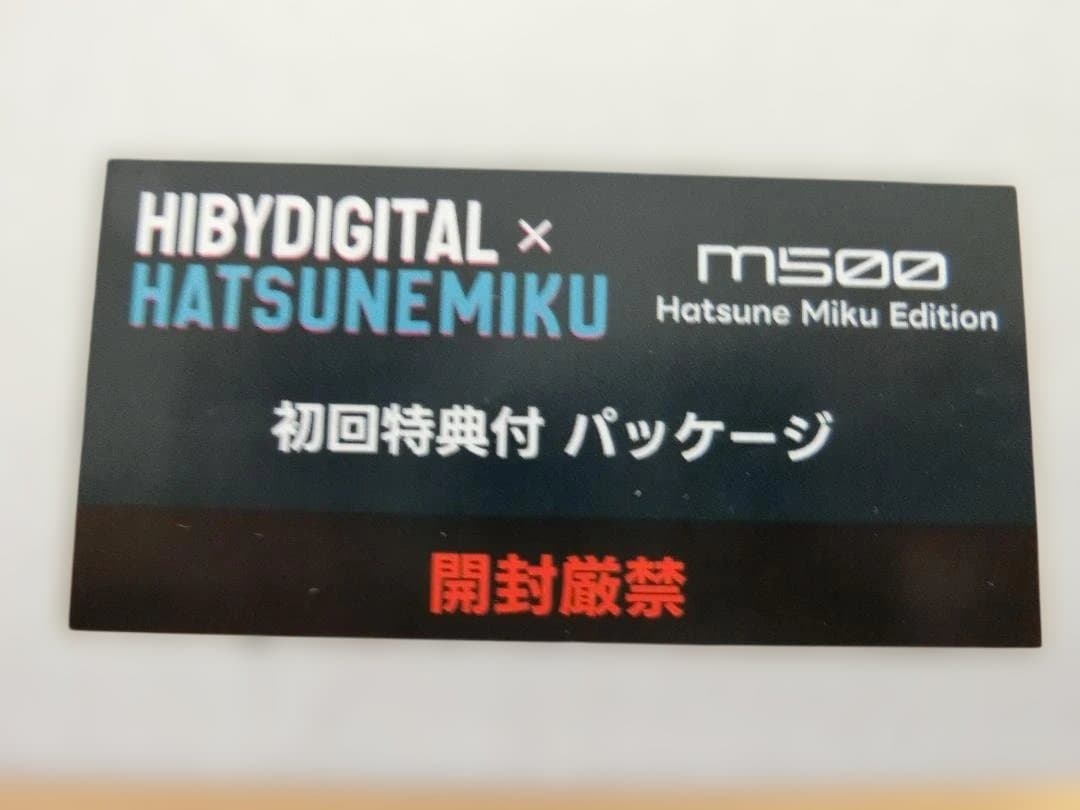 HIBYDIGITAL ×
HATSUNEMIKU
m500
Hatsune Miku Edition
初回特典付 パッケージ
開封厳禁